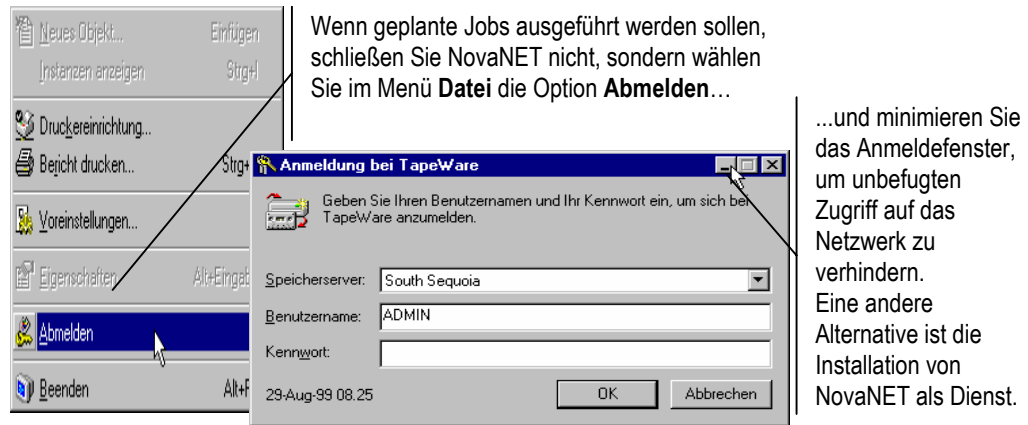 Neues Objekt... Einfügen
Instanzen anzeigen Strg+I
Druckereinrichtung...
Bericht drucken... Strg+
Voreinstellungen...
Eigenschaften Alt+Eingab
Abmelden
Beenden Alt+F
Wenn geplante Jobs ausgeführt werden sollen,
schließen Sie NovaNET nicht, sondern wählen
Sie im Menü Datei die Option Abmelden…
Anmeldung bei TapeWare
Geben Sie Ihren Benutzernamen und Ihr Kennwort ein, um sich bei
TapeWare anzumelden.
Speicherserver: South Sequoia
Benutzername: ADMIN
Kennwort:
29-Aug-99 08.25 OK Abbrechen
...und minimieren Sie
das Anmeldefenster,
um unbefugten
Zugriff auf das
Netzwerk zu
verhindern.
Eine andere
Alternative ist die
Installation von
NovaNET als Dienst.